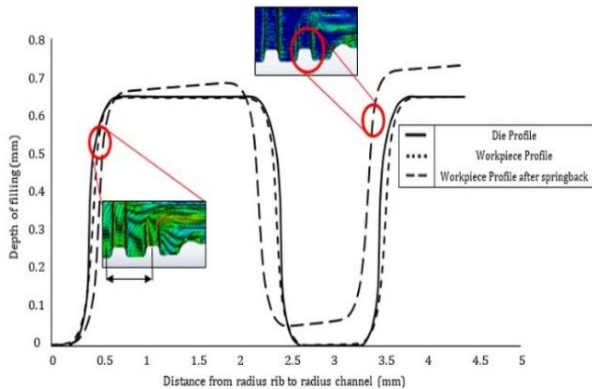 0.8
0.7
0.6
0.5
0.4
0.3
0.2
0.1
0
Depth of filling (mm)
Die Profile
Workpiece Profile
Workpiece Profile after springback
0 0.5 1 1.5 2 2.5 3 3.5 4 4.5 5
Distance from radius rib to radius channel (mm)